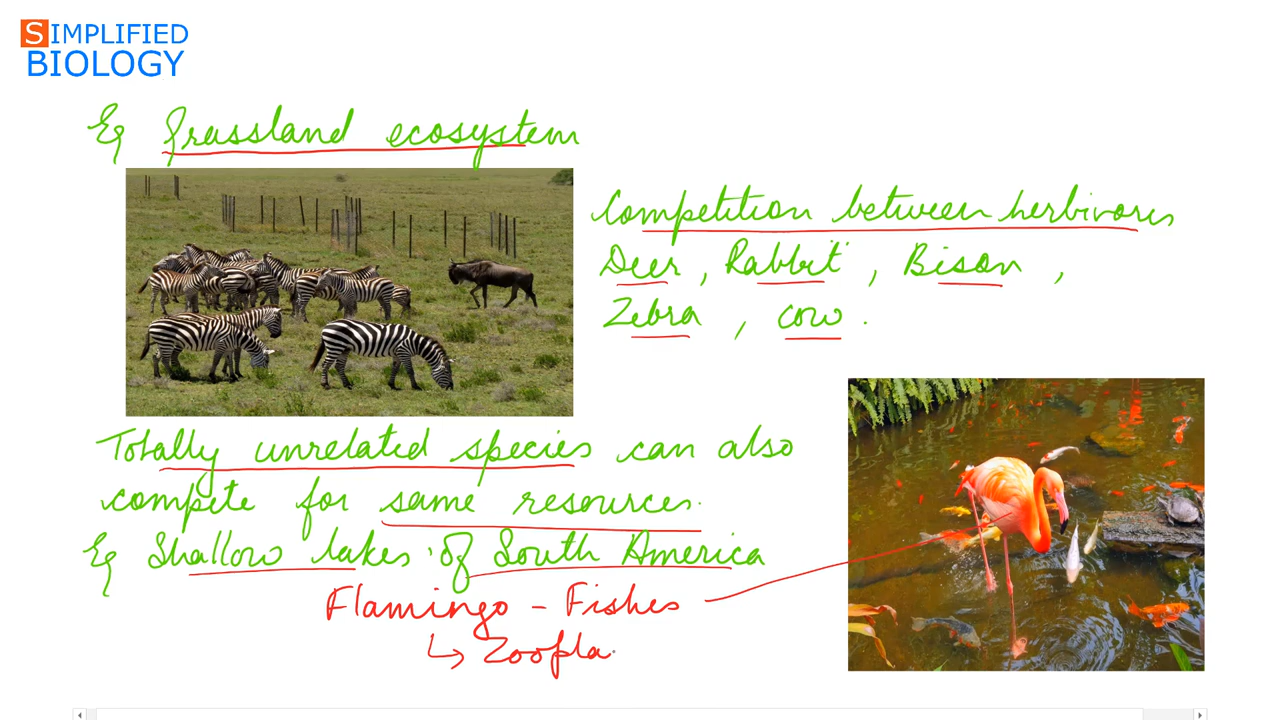 SIMPLIFIED
BIOLOGY
Eg Grassland ecosystem
Competition between herbivores
Deer, Rabbit, Bison,
Zebra, cow.
Totally unrelated species can also
compete for same resources.
Eg Shallow lakes of South America
Flamingo - Fishes
↳ Zoopla